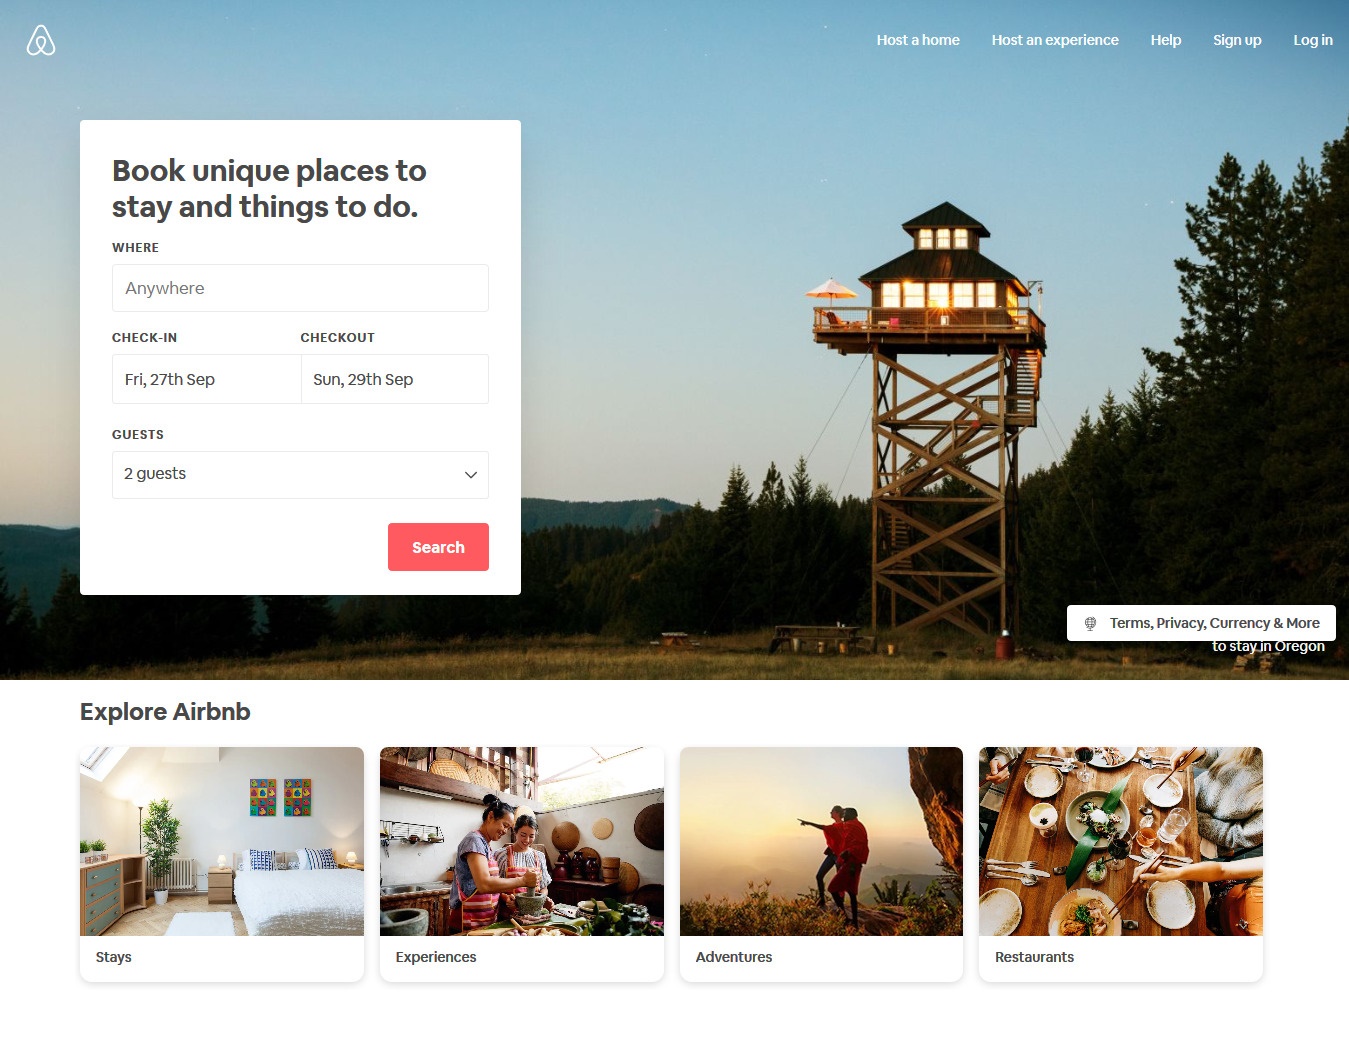 Host a home
Host an experience
Help
Sign up
Log in
Book unique places to
stay and things to do.
WHERE
Anywhere
CHECK-IN
CHECKOUT
Fri, 27th Sep
Sun, 29th Sep
GUESTS
2 guests
Search
Terms, Privacy, Currency & More
to stay in Oregon
Explore Airbnb
Stays
Experiences
Adventures
Restaurants